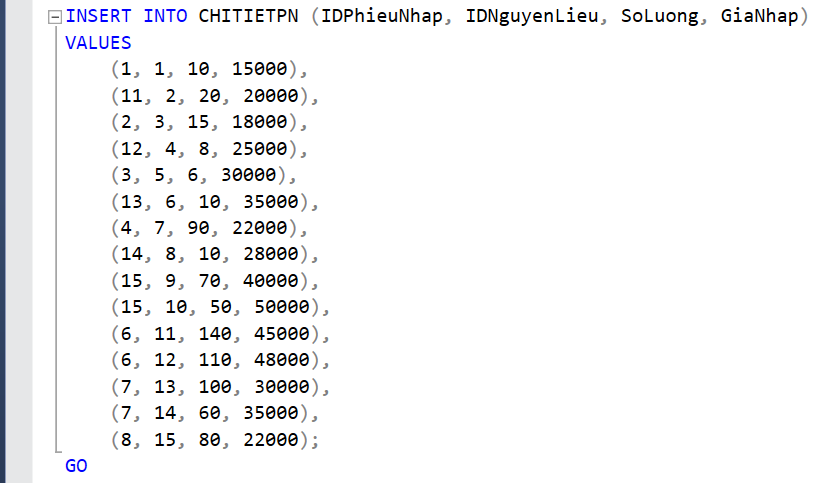 INSERT INTO CHITIETPN (IDPhieuNhap, IDNguyenLieu, SoLuong, GiaNhap)
VALUES
(1, 1, 10, 15000),
(11, 2, 20, 20000),
(2, 3, 15, 18000),
(12, 4, 8, 25000),
(3, 5, 6, 30000),
(13, 6, 10, 35000),
(4, 7, 90, 22000),
(14, 8, 10, 28000),
(15, 9, 70, 40000),
(15, 10, 50, 50000),
(6, 11, 140, 45000),
(6, 12, 110, 48000),
(7, 13, 100, 30000),
(7, 14, 60, 35000),
(8, 15, 80, 22000);
GO